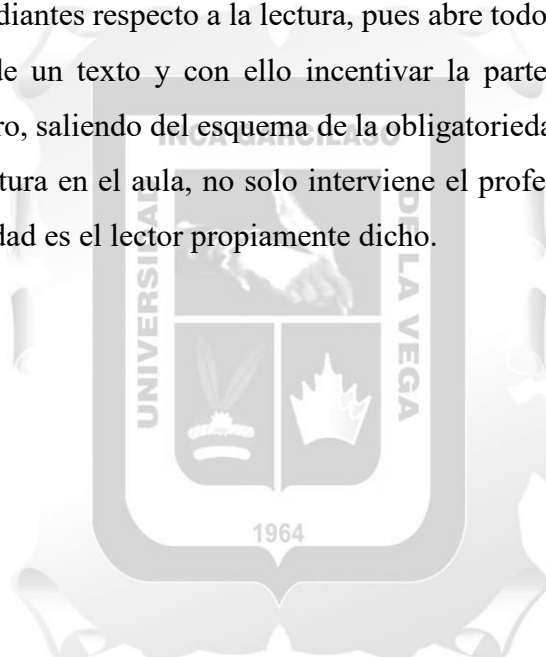 diantes respecto a la lectura, pues abre todo
de un texto y con ello incentivar la parte
ro, saliendo del esquema de la obligatorieda
INCA GARCILASO
tura en el aula, no solo interviene el profe
dad es el lector propiamente dicho.
UNIVERSIDAD
DE LA VEGA
1964